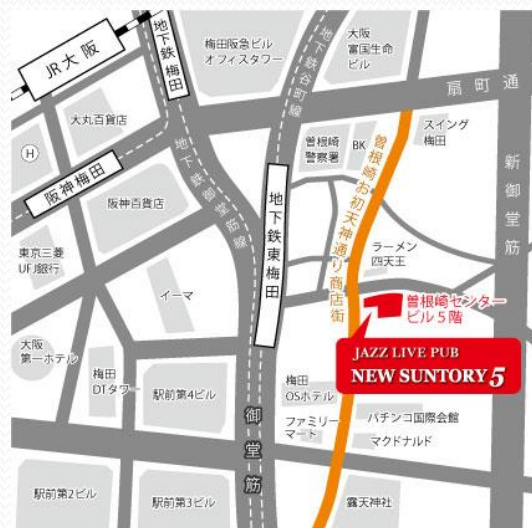 JR大阪
地下鉄梅田
梅田阪急ビル
オフィスタワー
地下鉄谷町線
大阪
富国生命
ビル
扇町通
大丸百貨店
H
阪神梅田
地下鉄御堂筋線
曽根崎
警察署
BK
スイング
梅田
新御堂筋
阪神百貨店
地下鉄東梅田
曽根崎お初天神通り商店街
東京三菱
UFJ銀行
イーマ
ラーメン
四天王
曽根崎センター
ビル5階
大阪
第一ホテル
梅田
DTタワー
駅前第4ビル
JAZZ LIVE PUB
NEW SUNTORY 5
御堂筋
梅田
OSホテル
ファミリー
マート
パチンコ国際会館
マクドナルド
駅前第2ビル
駅前第3ビル
露天神社